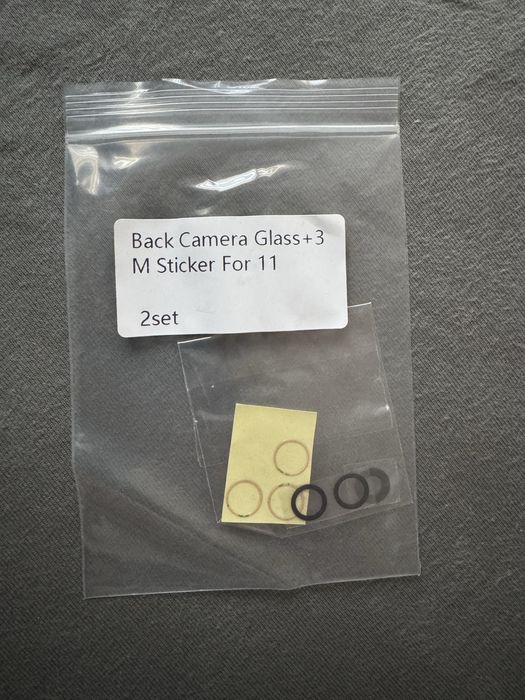 Back Camera Glass+3
M Sticker For 11
2set